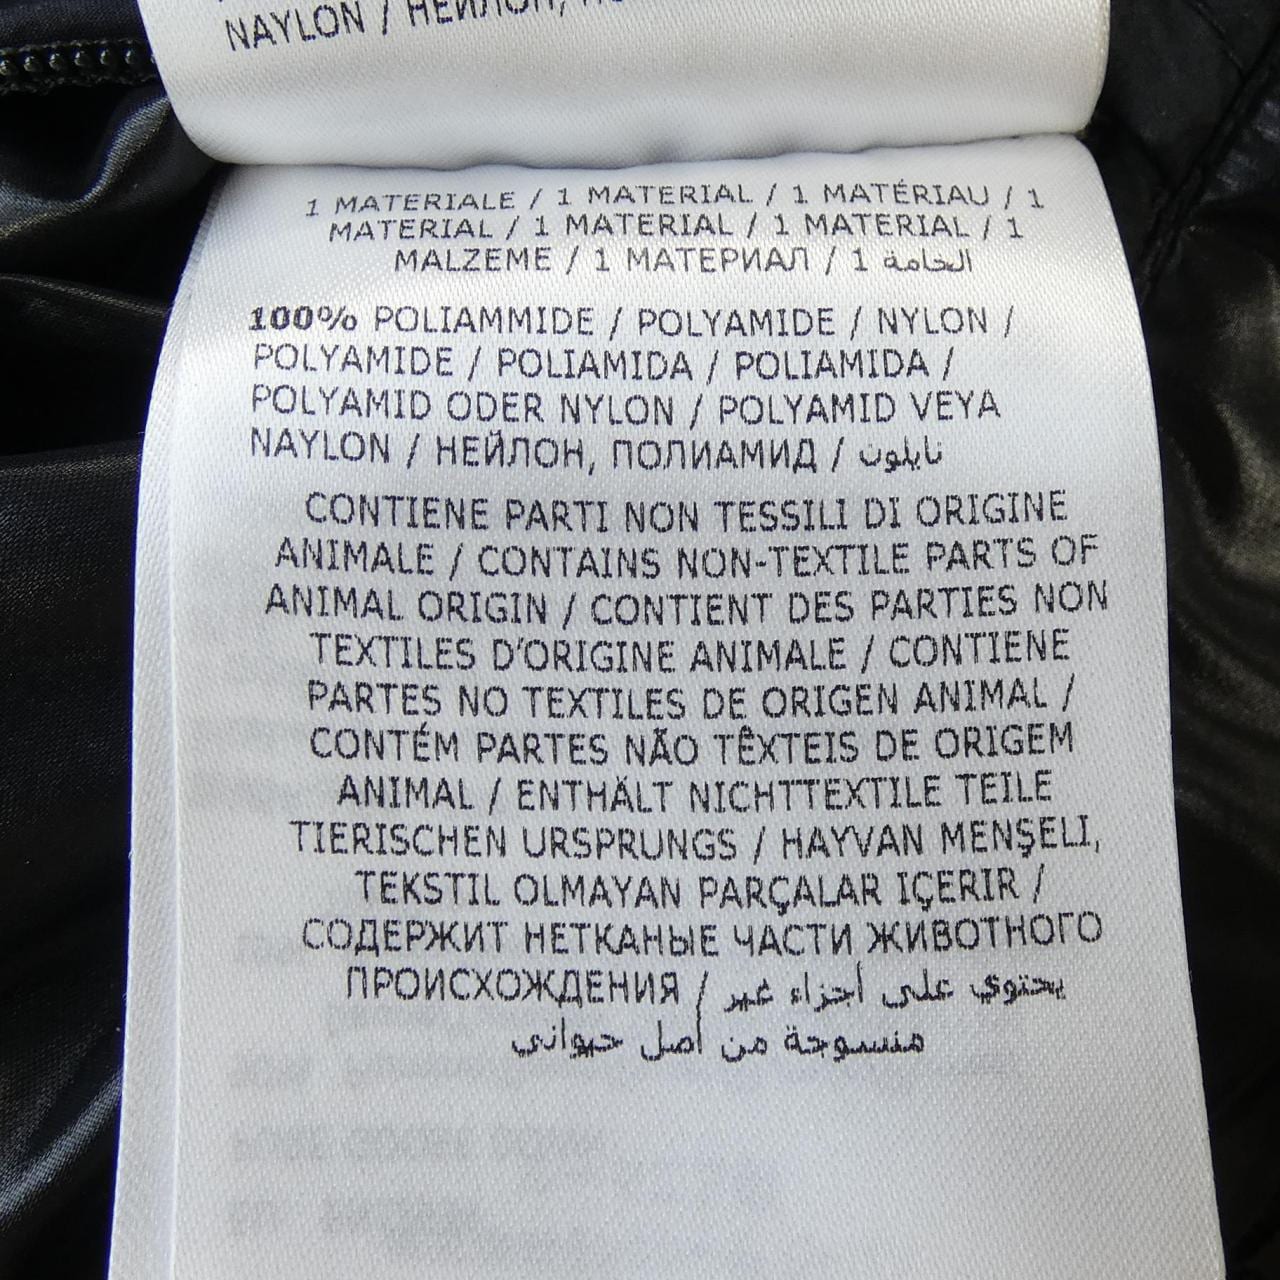 NAYLON / НЕЙЛОН,
1 MATERIALE / 1 MATERIAL / 1 MATÉRIAU / 1
MATERIAL / 1 MATERIAL / 1 MATERIAL / 1
MALZEME / 1 МАТЕРИАЛ / 1 الخامة
100% POLIAMMIDE / POLYAMIDE / NYLON /
POLYAMIDE / POLIAMIDA / POLIAMIDA /
POLYAMID ODER NYLON / POLYAMID VEYA
NAYLON / НЕЙЛОН, ПОЛИАМИД / نايلون
CONTIENE PARTI NON TESSILI DI ORIGINE
ANIMALE / CONTAINS NON-TEXTILE PARTS OF
ANIMAL ORIGIN / CONTIENT DES PARTIES NON
TEXTILES D'ORIGINE ANIMALE / CONTIENE
PARTES NO TEXTILES DE ORIGEN ANIMAL /
CONTÉM PARTES NÃO TÊXTEIS DE ORIGEM
ANIMAL / ENTHÄLT NICHTTEXTILE TEILE
TIERISCHEN URSPRUNGS / HAYVAN MENŞELI,
TEKSTIL OLMAYAN PARÇALAR IÇERIR /
СОДЕРЖИТ НЕТКАНЫЕ ЧАСТИ ЖИВОТНОГО
ПРОИСХОЖДЕНИЯ / يحتوي على أجزاء غير
منسوجة من أصل حيواني